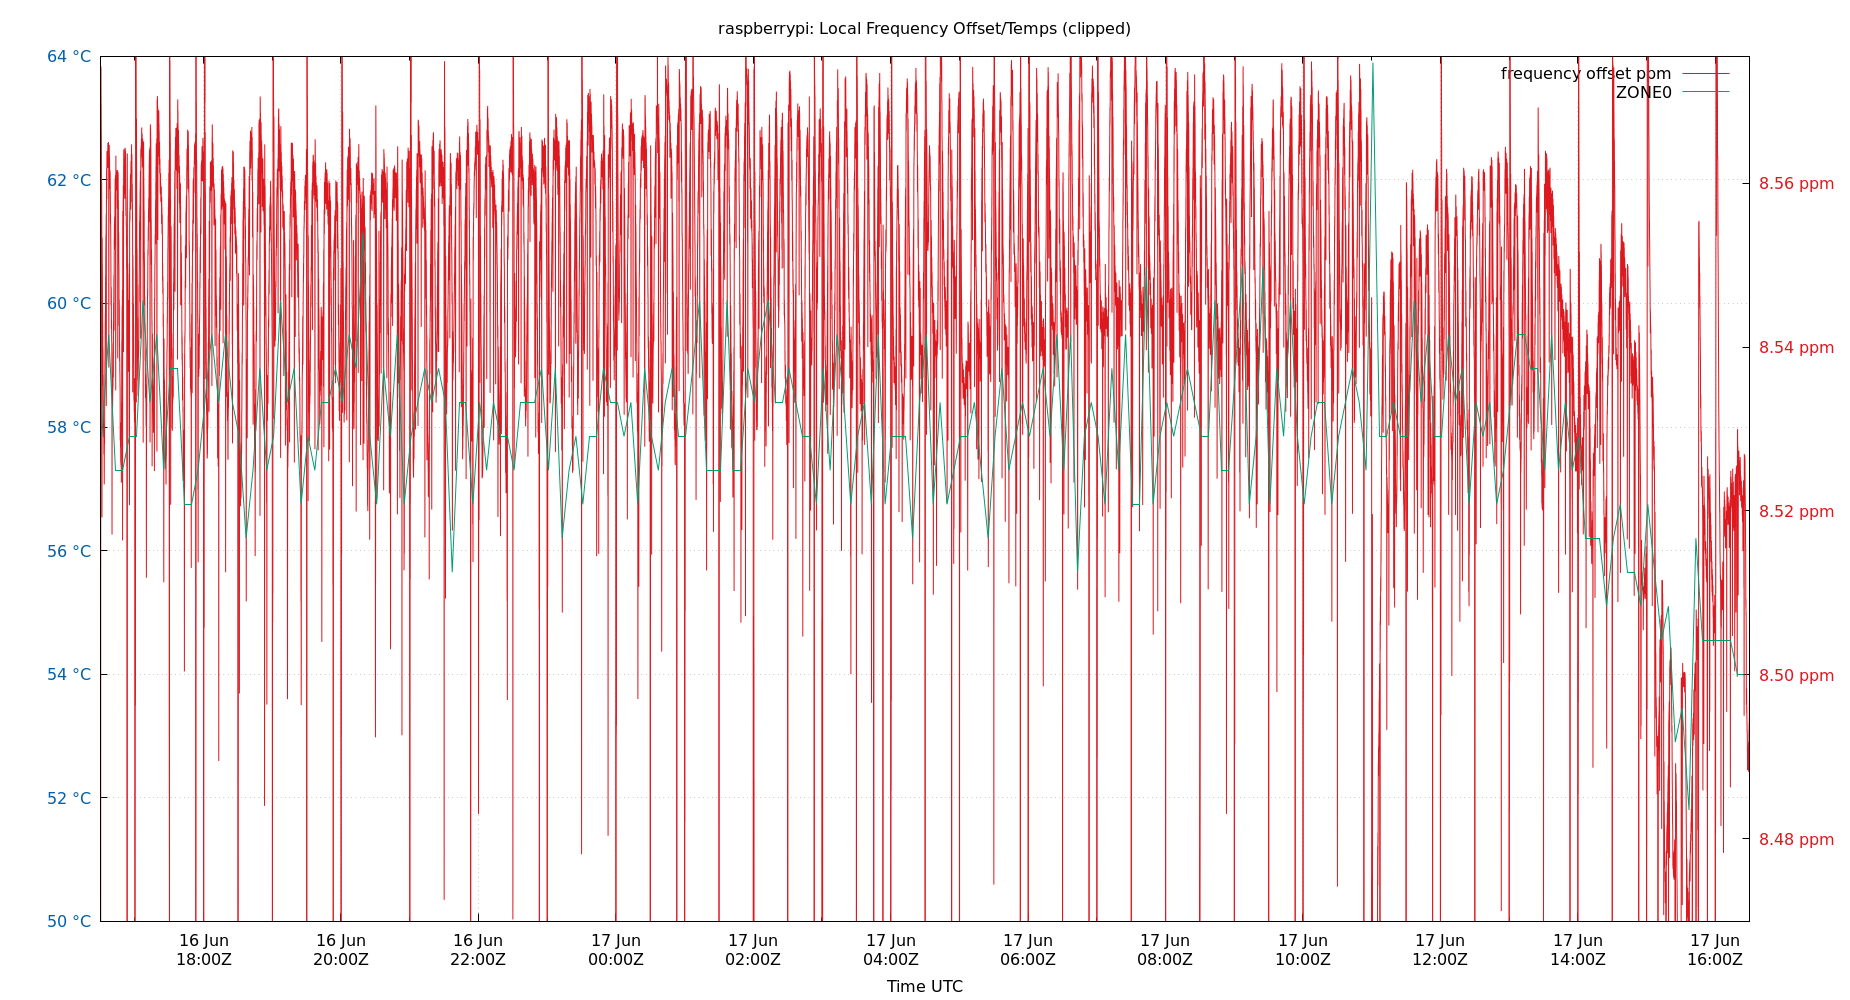 raspberrypi: Local Frequency Offset/Temps (clipped)
frequency offset ppm
ZONE0
64 °C
62 °C
60 °C
58 °C
56 °C
54 °C
52 °C
50 °C
8.56 ppm
8.54 ppm
8.52 ppm
8.50 ppm
8.48 ppm
16 Jun 16 Jun 16 Jun 17 Jun 17 Jun 17 Jun 17 Jun 17 Jun 17 Jun 17 Jun 17 Jun 17 Jun
18:00Z 20:00Z 22:00Z 00:00Z 02:00Z 04:00Z 06:00Z 08:00Z 10:00Z 12:00Z 14:00Z 16:00Z
Time UTC